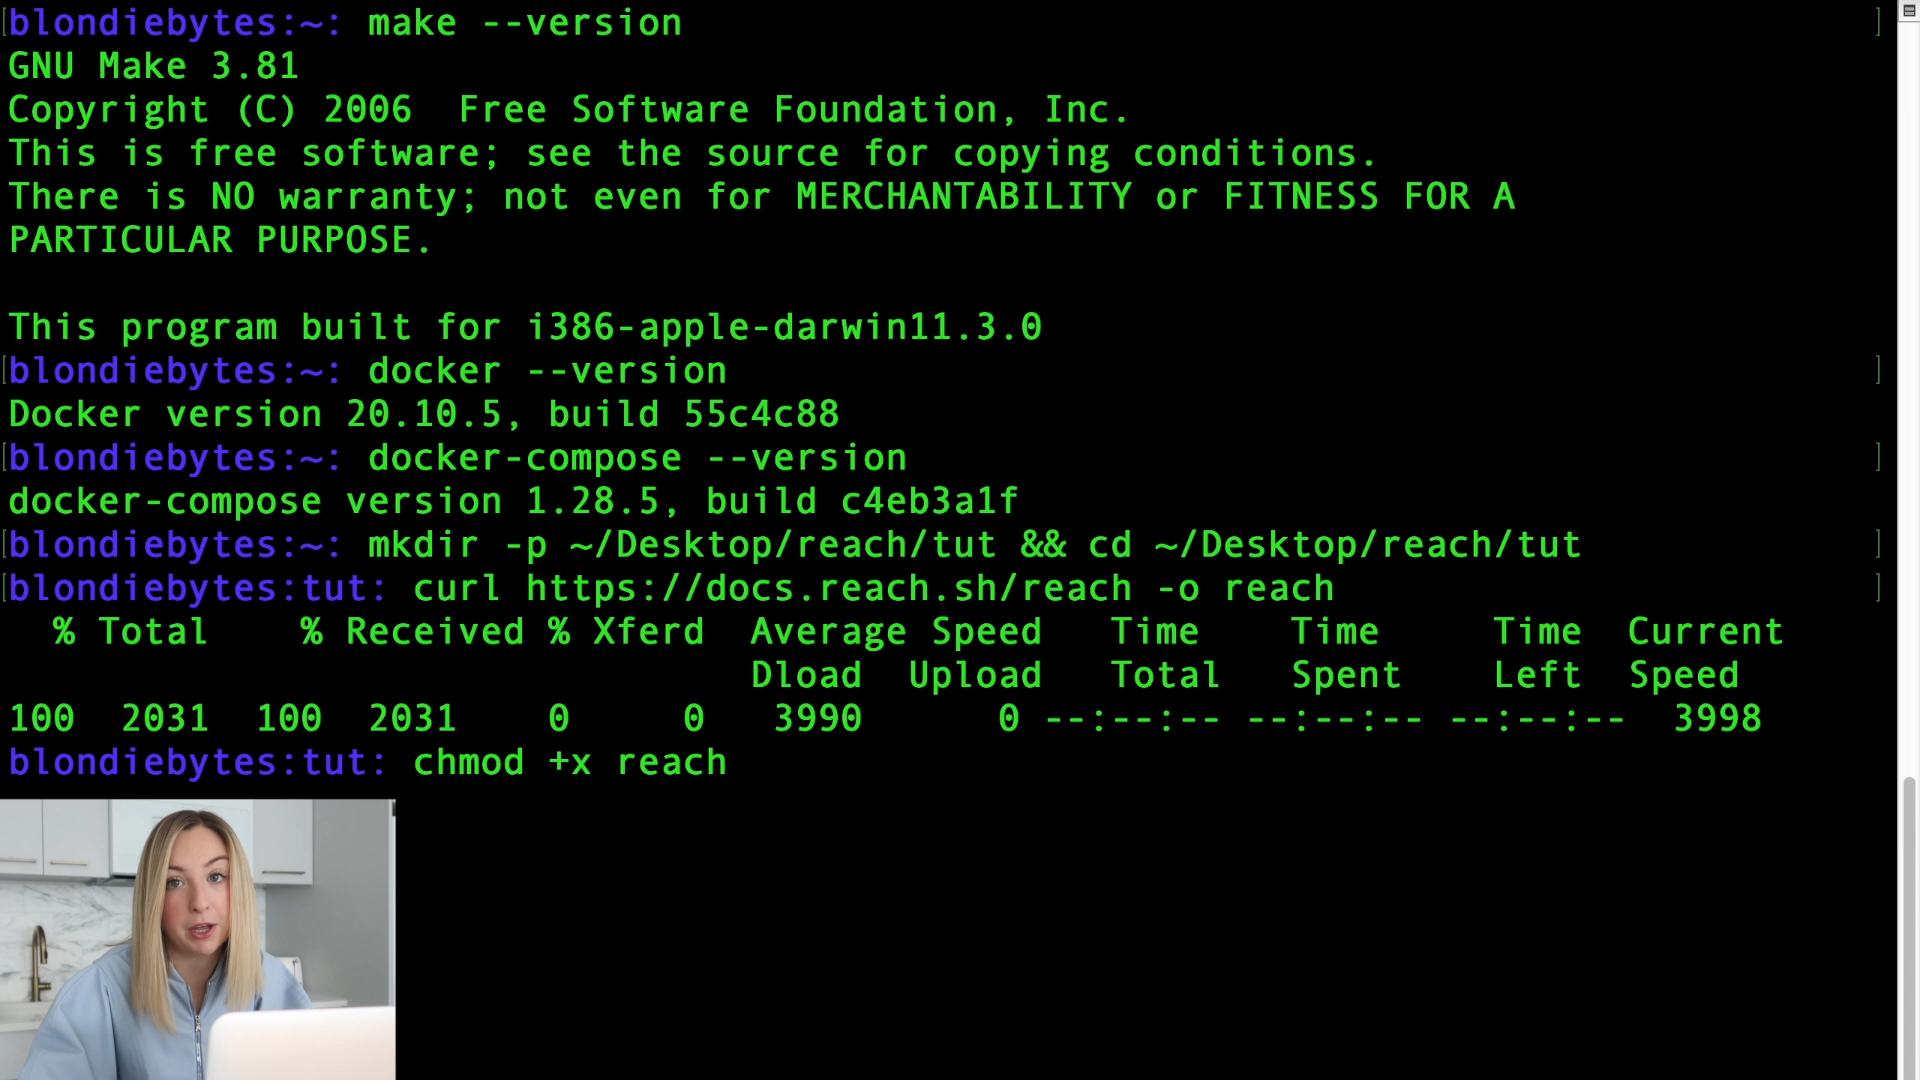 blondiebytes:~: make --version
GNU Make 3.81
Copyright (C) 2006  Free Software Foundation, Inc.
This is free software; see the source for copying conditions.
There is NO warranty; not even for MERCHANTABILITY or FITNESS FOR A
PARTICULAR PURPOSE.
This program built for i386-apple-darwin11.3.0
blondiebytes:~: docker --version
Docker version 20.10.5, build 55c4c88
blondiebytes:~: docker-compose --version
docker-compose version 1.28.5, build c4eb3a1f
blondiebytes:~: mkdir -p ~/Desktop/reach/tut && cd ~/Desktop/reach/tut
blondiebytes:tut: curl https://docs.reach.sh/reach -o reach
  % Total    % Received % Xferd  Average Speed   Time    Time     Time  Current
                                 Dload  Upload   Total   Spent    Left  Speed
100  2031  100  2031    0     0   3990      0 --:--:-- --:--:-- --:--:--  3998
blondiebytes:tut: chmod +x reach